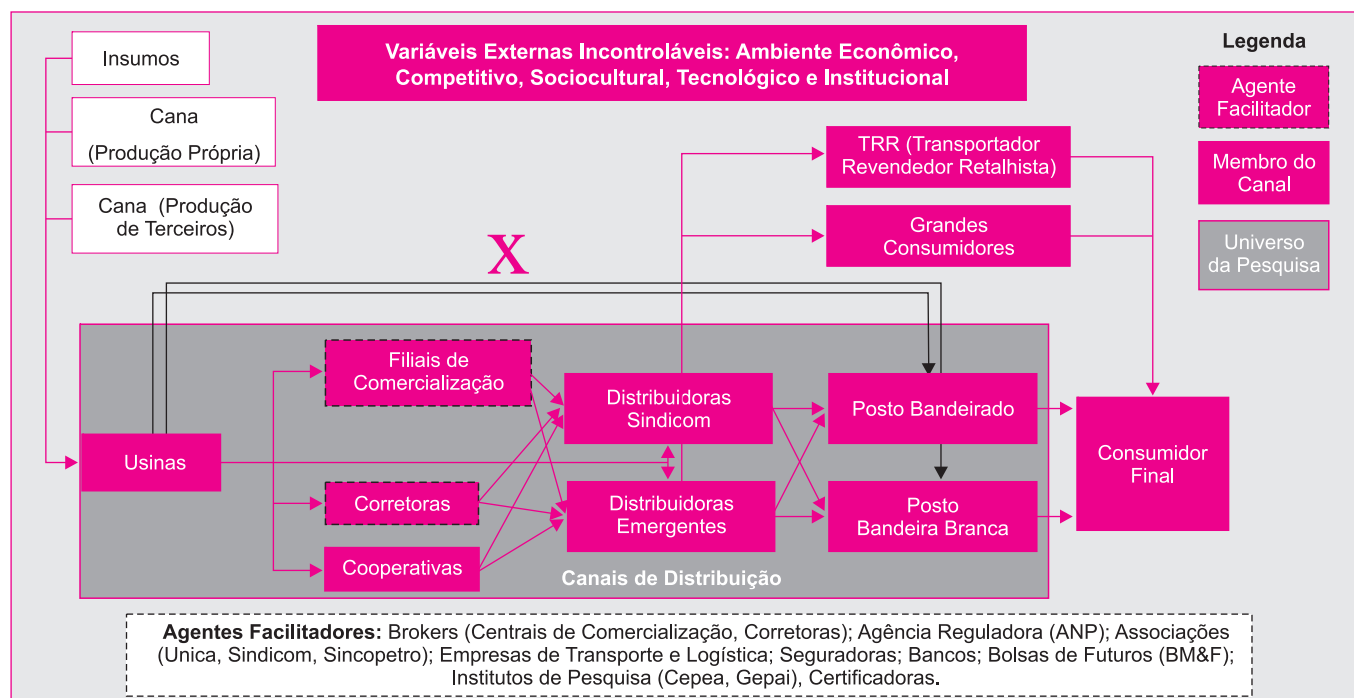 Insumos
Cana
(Produção Própria)
Cana (Produção
de Terceiros)
Variáveis Externas Incontroláveis: Ambiente Econômico,
Competitivo, Sociocultural, Tecnológico e Institucional
Legenda
Agente
Facilitador
Membro do
Canal
Universo
da Pesquisa
TRR (Transportador
Revendedor Retalhista)
Grandes
Consumidores
X
Usinas
Filiais de
Comercialização
Corretoras
Cooperativas
Distribuidoras
Sindicom
Distribuidoras
Emergentes
Posto Bandeirado
Posto
Bandeira Branca
Consumidor
Final
Canais de Distribuição
Agentes Facilitadores: Brokers (Centrais de Comercialização, Corretoras); Agência Reguladora (ANP); Associações
(Unica, Sindicom, Sincopetro); Empresas de Transporte e Logística; Seguradoras; Bancos; Bolsas de Futuros (BM&F);
Institutos de Pesquisa (Cepea, Gepai), Certificadoras.